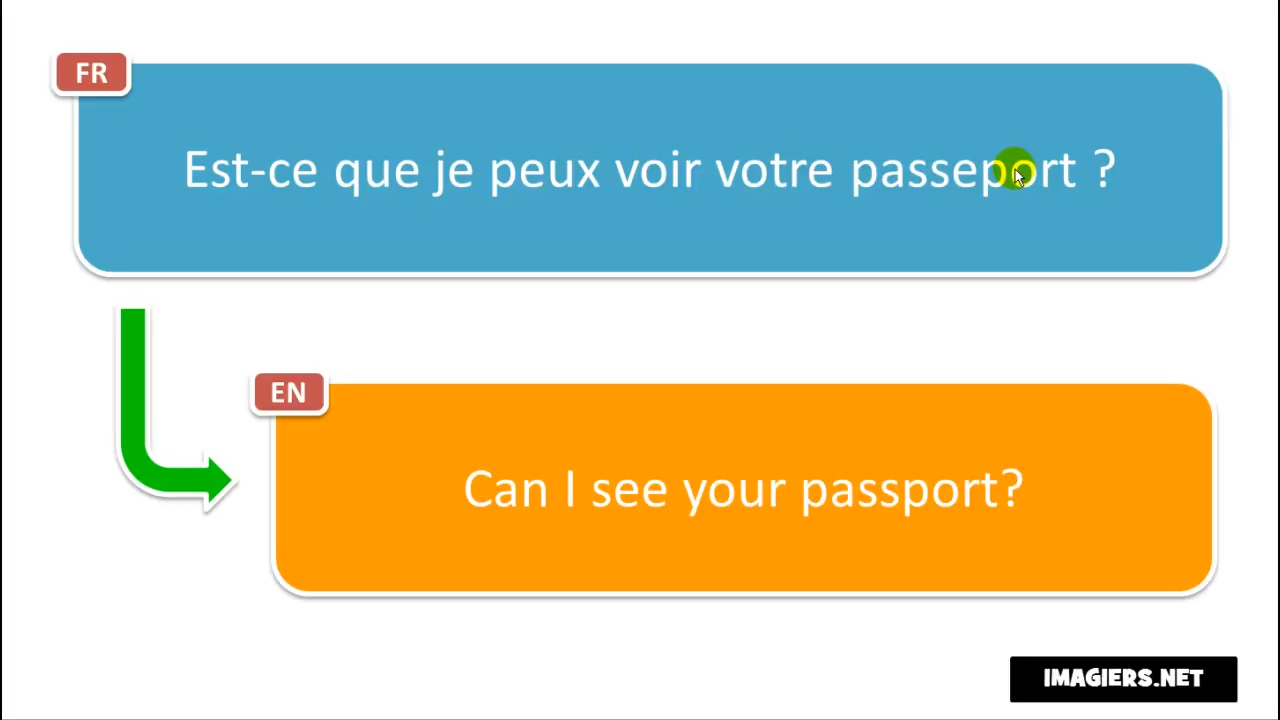 FR
Est-ce que je peux voir votre passeport ?
EN
Can I see your passport?
IMAGIERS.NET